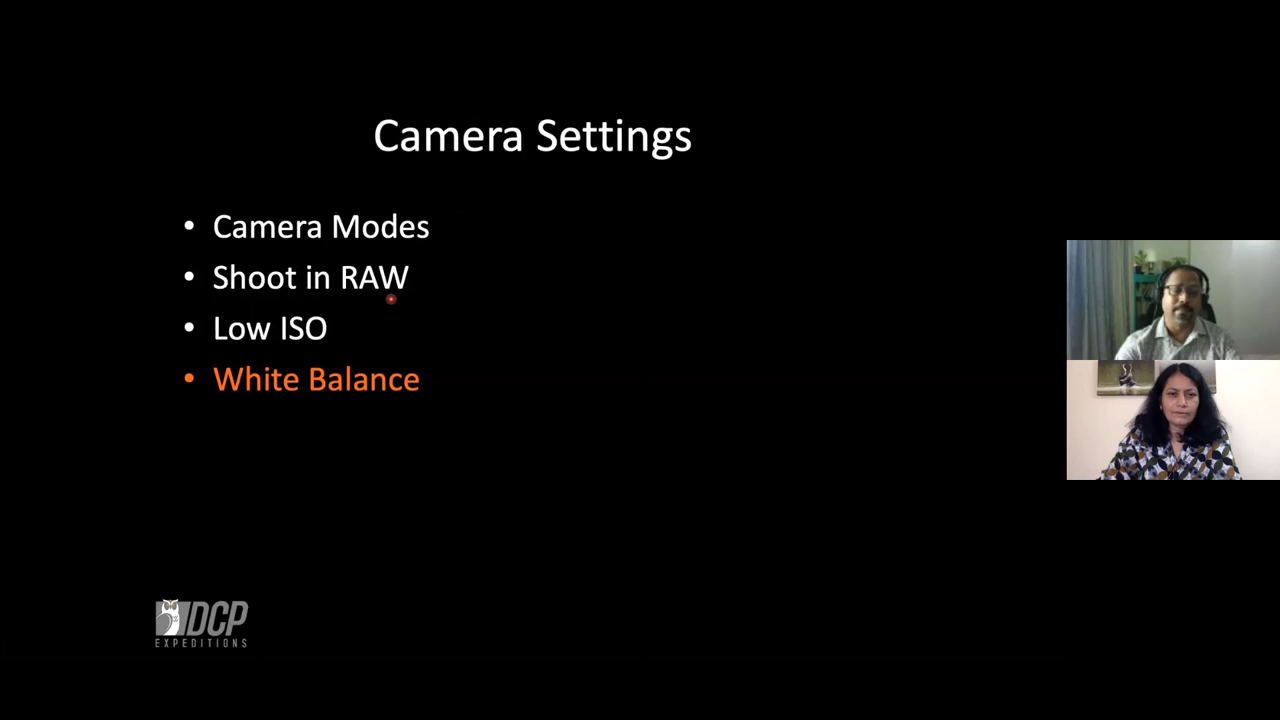 Camera Settings
• Camera Modes
• Shoot in RAW
• Low ISO
• White Balance
DCP
EXPEDITIONS